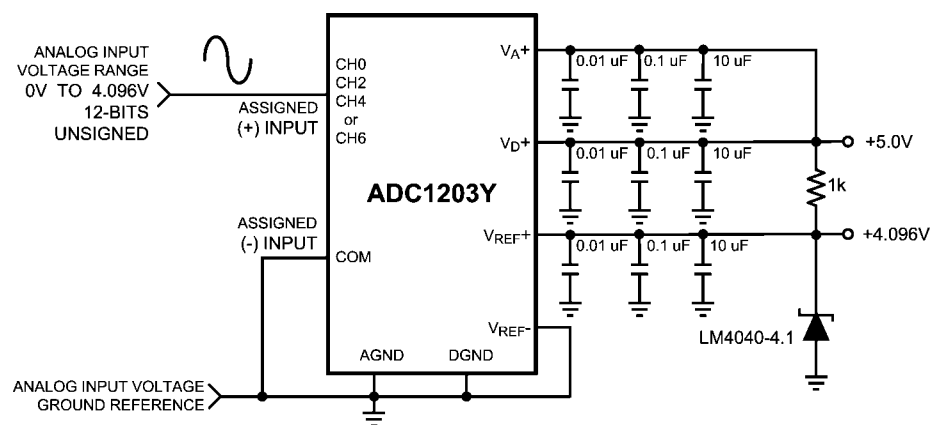 ANALOG INPUT
VOLTAGE RANGE
0V TO 4.096V
12-BITS
UNSIGNED
ASSIGNED
(+) INPUT
CH0
CH2
CH4
or
CH6
ADC1203Y
ASSIGNED
(-) INPUT
COM
AGND
DGND
VA+
0.01 uF
0.1 uF
10 uF
VD+
0.01 uF
0.1 uF
10 uF
+5.0V
1k
VREF+
0.01 uF
0.1 uF
10 uF
+4.096V
VREF-
LM4040-4.1
ANALOG INPUT VOLTAGE
GROUND REFERENCE